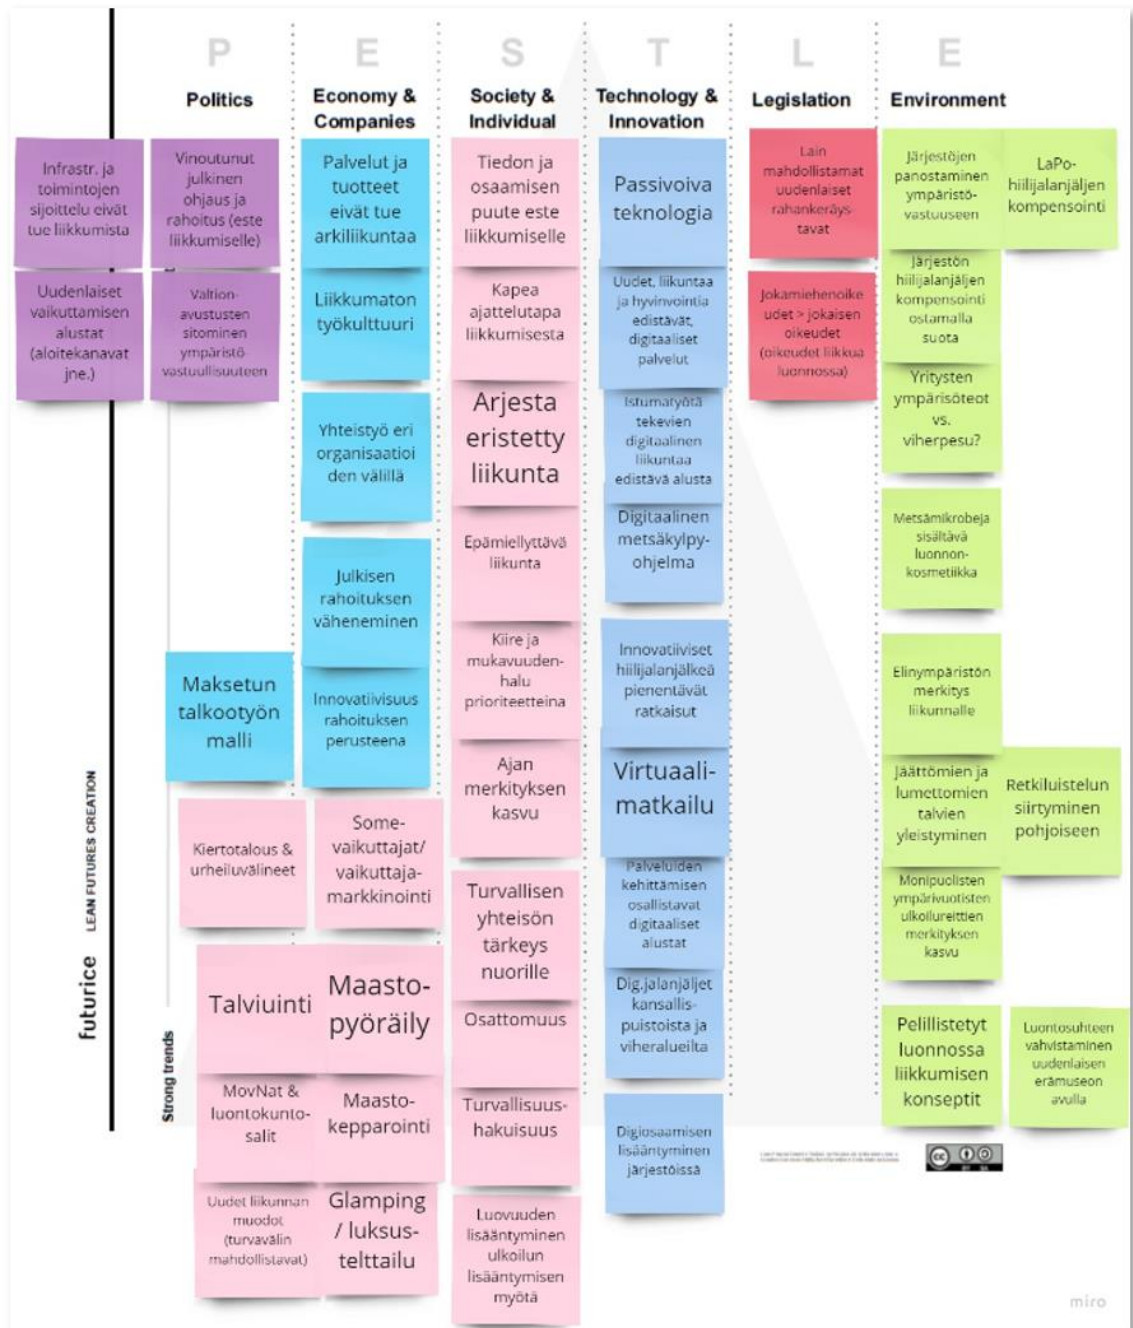 P
E
S
T
L
E
Politics
Economy &
Companies
Society &
Individual
Technology &
Innovation
Legislation
Environment
Infrastr. ja
toimintojen
sijoittelu eivät
tue liikkumista
Vinoutunut
julkinen
ohjaus ja
rahoitus (este
liikkumiselle)
Uudenlaiset
vaikuttamisen
alustat
(aloitekanavat
jne.)
Valtion-
avustusten
sitominen
ympäristö
vastuullisuuteen
Palvelut ja
tuotteet
eivät tue
arkiliikuntaa
Liikkumaton
työkulttuuri
Yhteistyö eri
organisaatioi
den välillä
Julkisen
rahoituksen
väheneminen
Maksetun
talkootyön
malli
Innovatiivisuus
rahoituksen
perusteena
Kiertotalous &
urheiluvälineet
Some-
vaikuttajat/
vaikuttaja-
markkinointi
Talviuinti
Maasto-
pyöräily
MovNat &
luontokunto-
salit
Maasto-
kepparointi
Uudet liikunnan
muodot
(turvavälin
mahdollistavat)
Glamping
/ luksus-
telttailu
Tiedon ja
osaamisen
puute este
liikkumiselle
Kapea
ajattelutapa
liikkumisesta
Arjesta
eristetty
liikunta
Epämiellyttävä
liikunta
Kiire ja
mukavuuden-
halu
prioriteetteina
Ajan
merkityksen
kasvu
Turvallisen
yhteisön
tärkeys
nuorille
Osattomuus
Turvallisuus-
hakuisuus
Luovuuden
lisääntyminen
ulkoilun
lisääntymisen
myötä
Passivoiva
teknologia
Uudet, liikuntaa
ja hyvinvointia
edistävät,
digitaaliset
palvelut
Istumatyötä
tekevien
digitaalinen
liikuntaa
edistävä alusta
Digitaalinen
metsäkylpy-
ohjelma
Innovatiiviset
hiilijalanjälkeä
pienentävät
ratkaisut
Virtuaali-
matkailu
Palveluiden
kehittämisen
osallistavat
digitaaliset
alustat
Dig.jalanjäljet
kansallis-
puistoista ja
viheralueilta
Digiosaamisen
lisääntyminen
järjestöissä
Lain
mahdollistamat
uudenlaiset
rahankeräys
tavat
Jokamiehenoike
udet > jokaisen
oikeudet
(oikeudet liikkua
luonnossa)
Järjestöjen
panostaminen
ympäristö-
vastuuseen
LaPo-
hiilijalanjäljen
kompensointi
Järjestön
hiilijalanjäljen
kompensointi
ostamalla
suota
Yritysten
ympärisöteot
vs.
viherpesu?
Metsämikrobeja
sisältävä
luonnon-
kosmetiikka
Elinympäristön
merkitys
liikunnalle
Jäättömien ja
lumettomien
talvien
yleistyminen
Retkiluistelun
siirtyminen
pohjoiseen
Monipuolisten
ympärivuotisten
ulkoilureittien
merkityksen
kasvu
Pelillistetyt
luonnossa
liikkumisen
konseptit
Luontosuhteen
vahvistaminen
uudenlaisen
erämuseon
avulla
futurice
LEAN FUTURES CREATION
Strong trends
cc
BY SA
miro